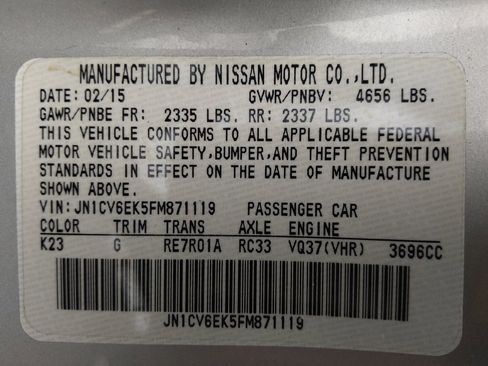 MANUFACTURED BY NISSAN MOTOR CO.,LTD.
DATE: 02/15 GVWR/PNBV: 4656 LBS.
GAWR/PNBE FR: 2335 LBS. RR: 2337 LBS.
THIS VEHICLE CONFORMS TO ALL APPLICABLE FEDERAL
MOTOR VEHICLE SAFETY,BUMPER,AND THEFT PREVENTION
STANDARDS IN EFFECT ON THE DATE OF MANUFACTURE
SHOWN ABOVE.
VIN:JN1CV6EK5FM871119 PASSENGER CAR
COLOR TRIM TRANS AXLE ENGINE
K23 G RE7R01A RC33 VQ37(VHR) 3696CC
JN1CV6EK5FM871119